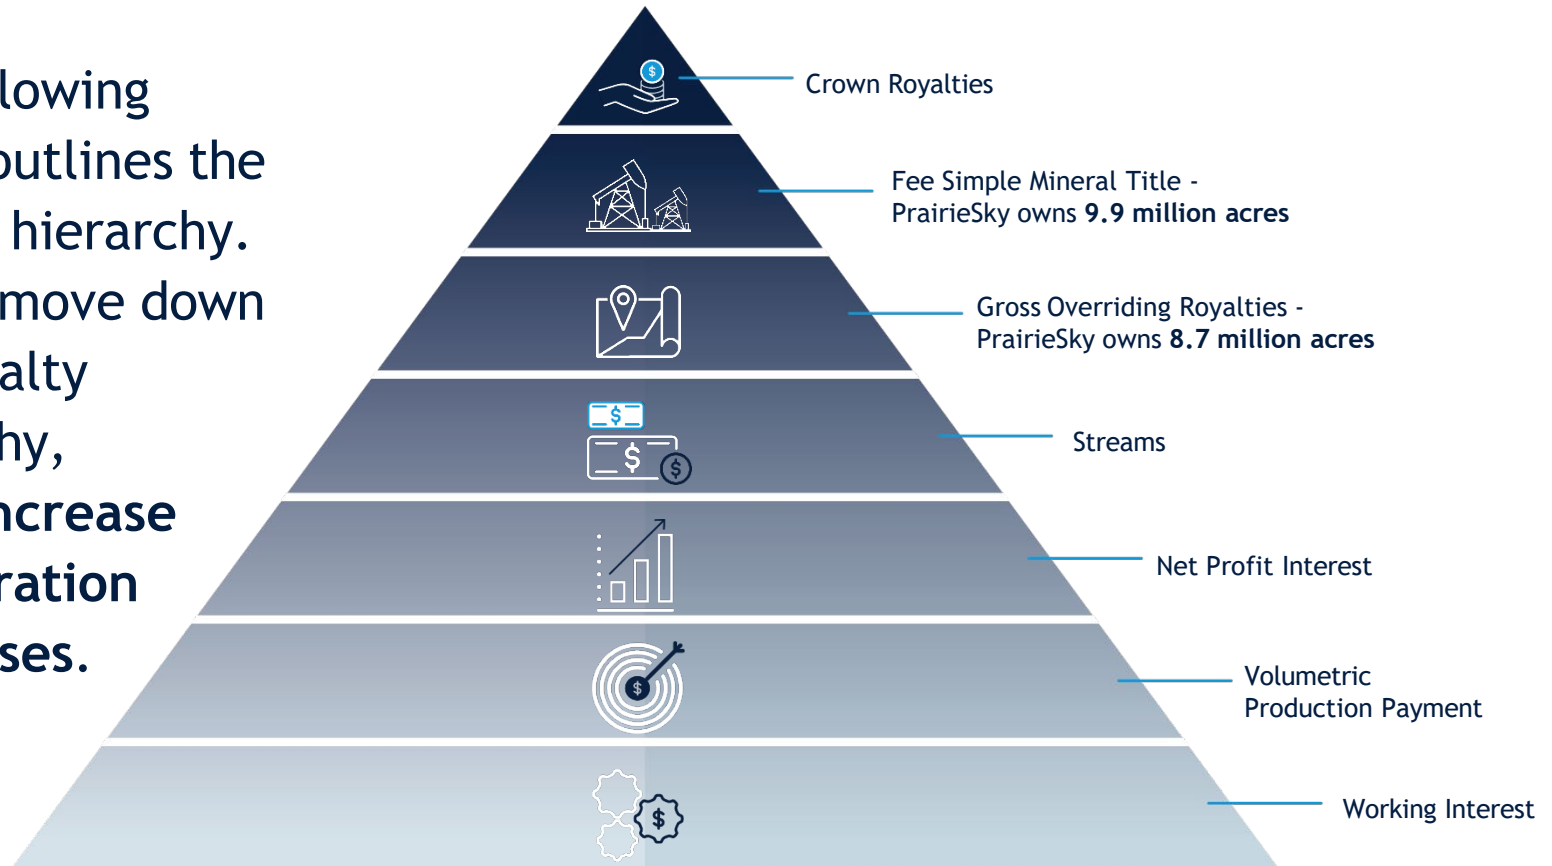 lowing
outlines the
hierarchy.
move down
alty
hy,
ncrease
ration
ses.
Crown Royalties
Fee Simple Mineral Title -
PrairieSky owns 9.9 million acres
Gross Overriding Royalties -
PrairieSky owns 8.7 million acres
$
$
$
$
Streams
Net Profit Interest
$
Volumetric
Production Payment
$
Working Interest